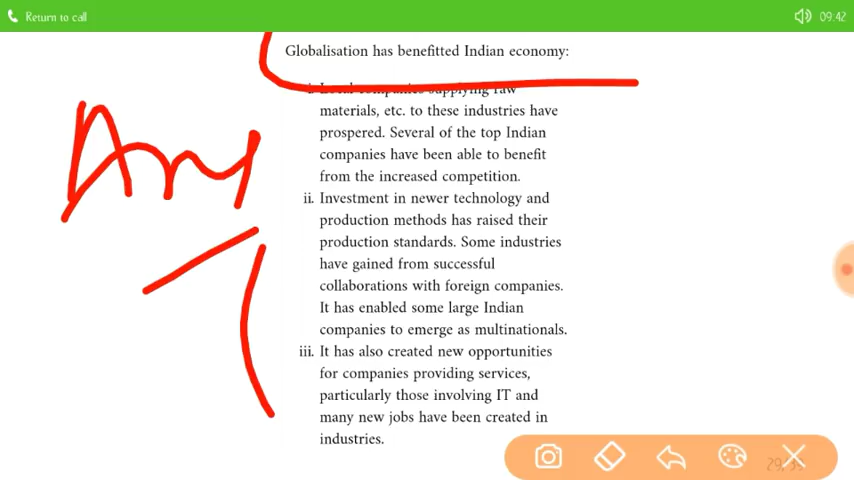 Return to call
09:42
Globalisation has benefitted Indian economy:
i. Local companies supplying raw
materials, etc. to these industries have
prospered. Several of the top Indian
companies have been able to benefit
from the increased competition.
ii. Investment in newer technology and
production methods has raised their
production standards. Some industries
have gained from successful
collaborations with foreign companies.
It has enabled some large Indian
companies to emerge as multinationals.
iii. It has also created new opportunities
for companies providing services,
particularly those involving IT and
many new jobs have been created in
industries.